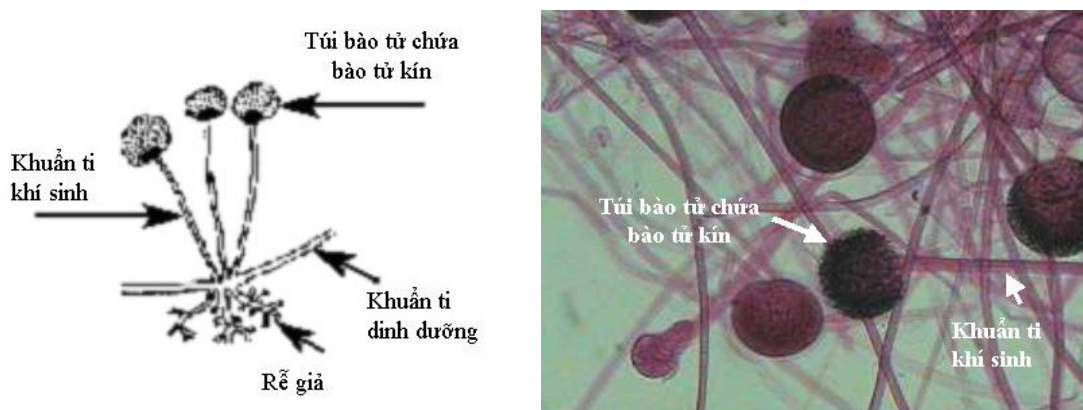 Túi bào tử chứa
bào tử kín
Khuẩn ti
khí sinh
Khuẩn ti
dinh dưỡng
Rễ giả
Túi bào tử chứa
bào tử kín
Khuẩn ti
khí sinh